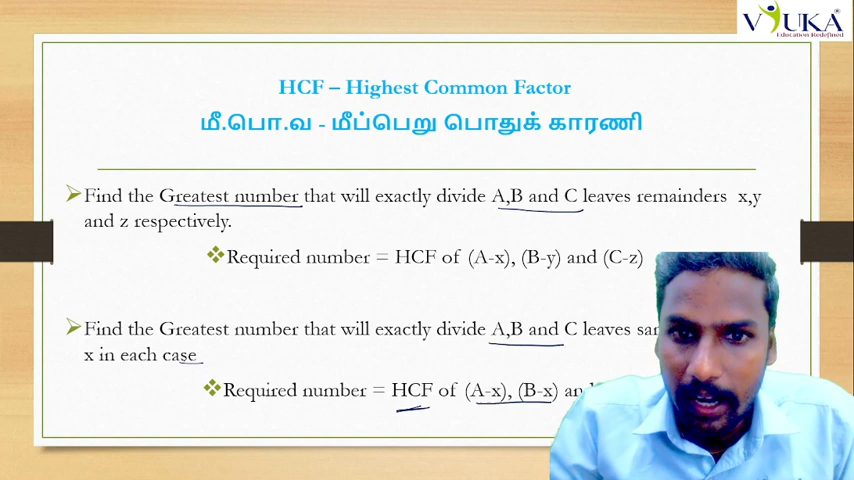 VIUKA
Education Redefined
HCF – Highest Common Factor
மீ.பொ.வ - மீப்பெறு பொதுக் காரணி
Find the Greatest number that will exactly divide A,B and C leaves remainders x,y
and z respectively.
Required number = HCF of (A-x), (B-y) and (C-z)
Find the Greatest number that will exactly divide A,B and C leaves
x in each case
Required number = HCF of (A-x), (B-x)